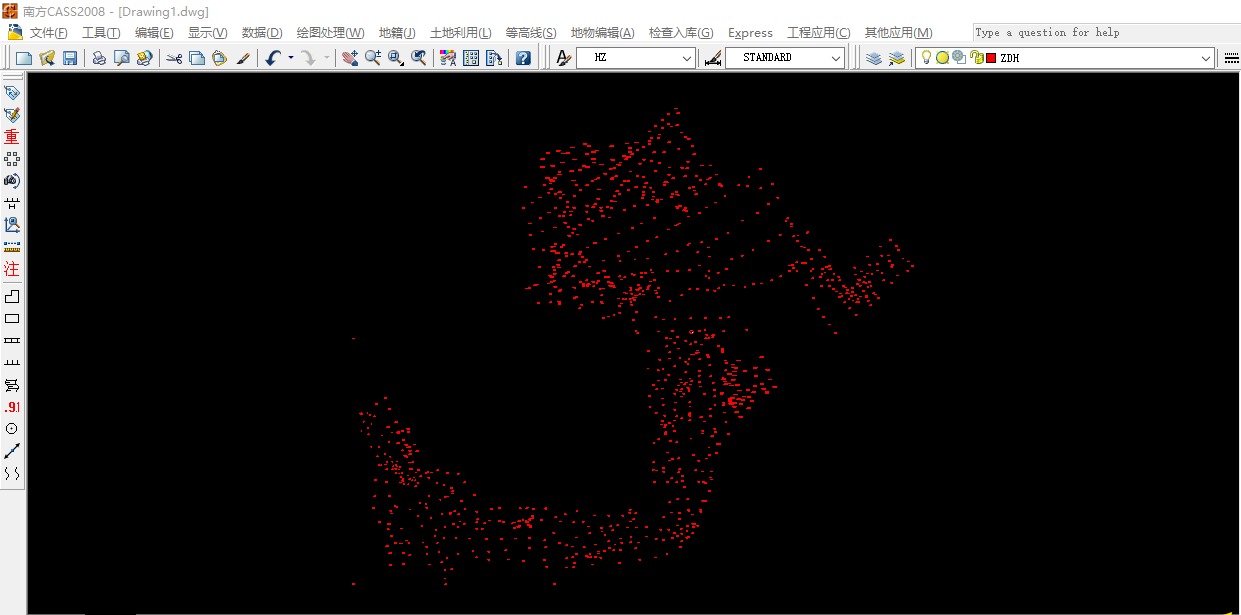 南方CASS2008 - [Drawing1.dwg]
文件(F) 工具(T) 编辑(E) 显示(V) 数据(D) 绘图处理(W) 地籍(J) 土地利用(L) 等高线(S) 地物编辑(A) 检查入库(G) Express 工程应用(C) 其他应用(M) Type a question for help
HZ STANDARD ZDH
重
注
.91